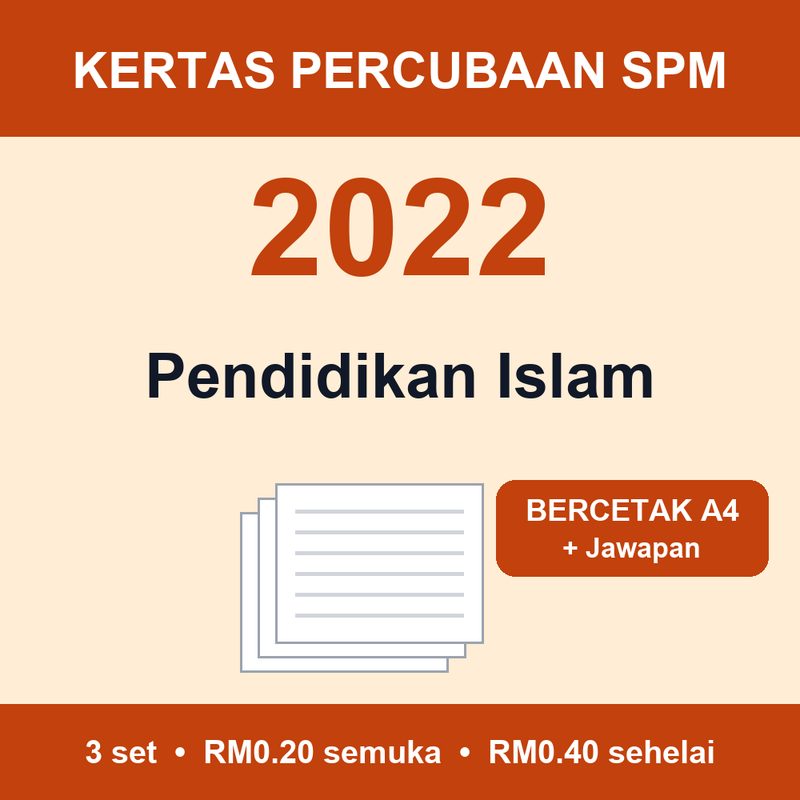 KERTAS PERCUBAAN SPM
2022
Pendidikan Islam
BERCETAK A4
+ Jawapan
3 set • RM0.20 semuka • RM0.40 sehelai